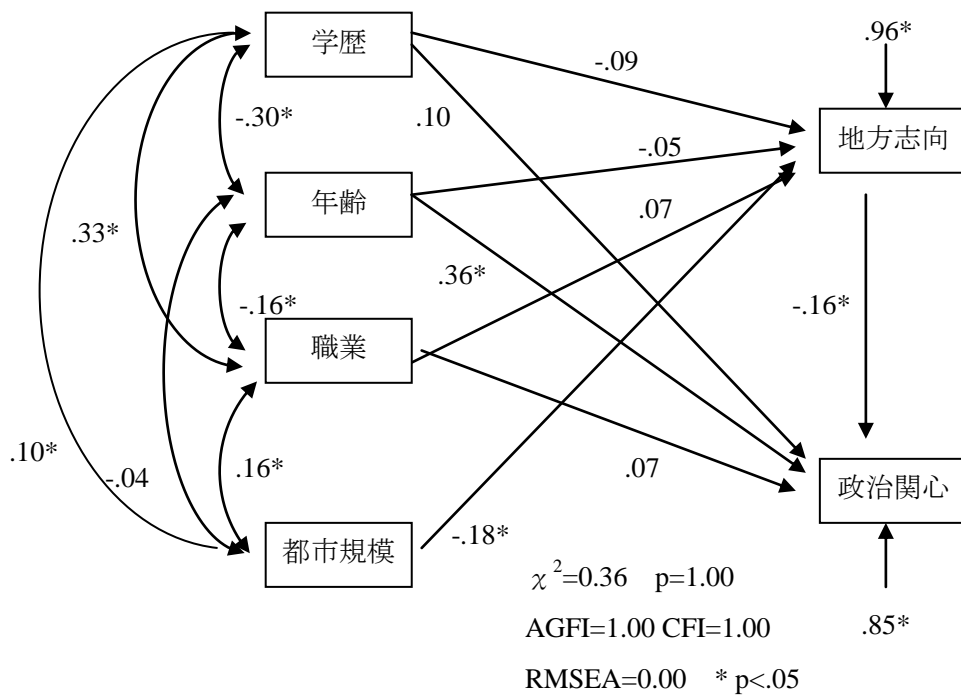 学歴
-.09
.96*
-.30*
.10
地方志向
-.05
年齢
.07
.33*
.36*
-.16*
-.16*
職業
.10*
-.04
.16*
.07
政治関心
都市規模
-.18*
χ²=0.36 p=1.00
AGFI=1.00 CFI=1.00
.85*
RMSEA=0.00 * p<.05